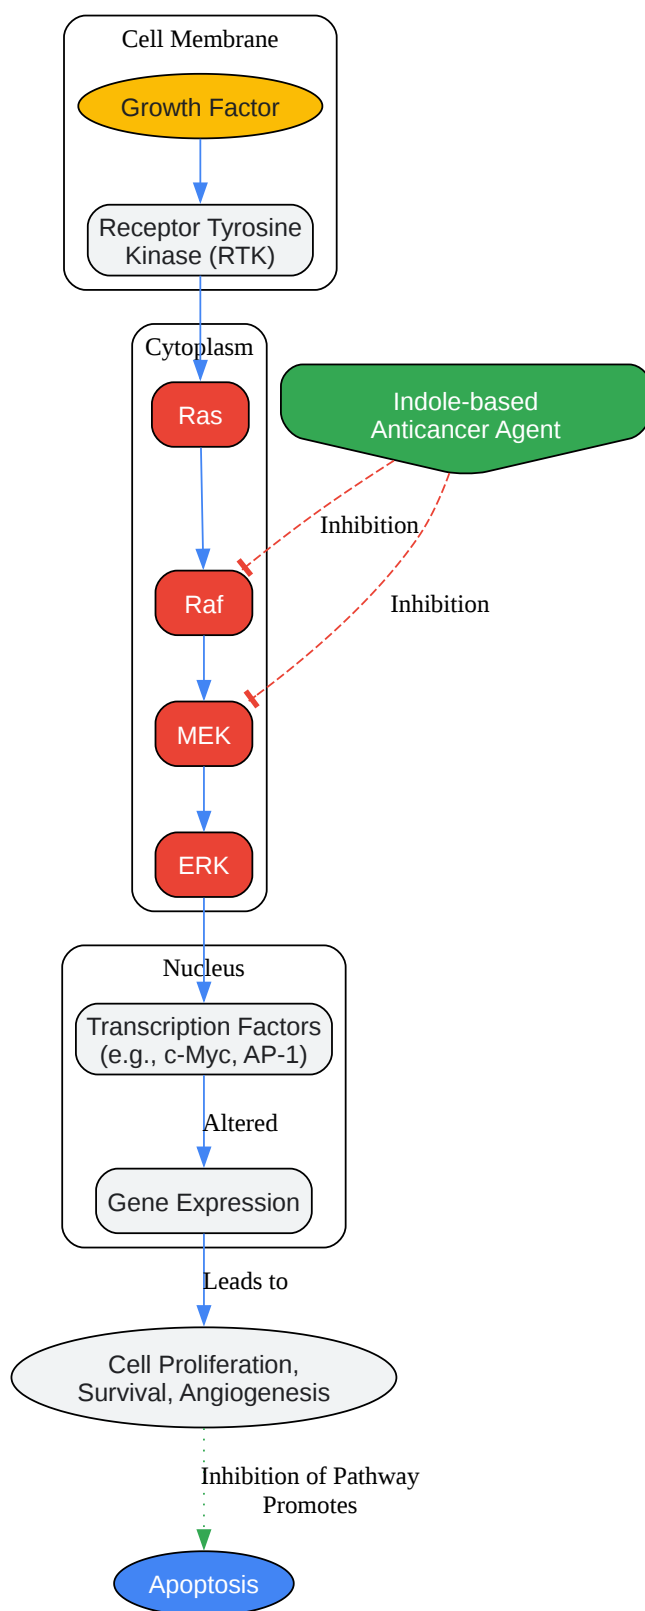 Cell Membrane
Growth Factor
Receptor Tyrosine
Kinase (RTK)
Cytoplasm
Ras
Indole-based
Anticancer Agent
Inhibition
Raf
Inhibition
MEK
ERK
Nucleus
Transcription Factors
(e.g., c-Myc, AP-1)
Altered
Gene Expression
Leads to
Cell Proliferation,
Survival, Angiogenesis
Inhibition of Pathway
Promotes
Apoptosis